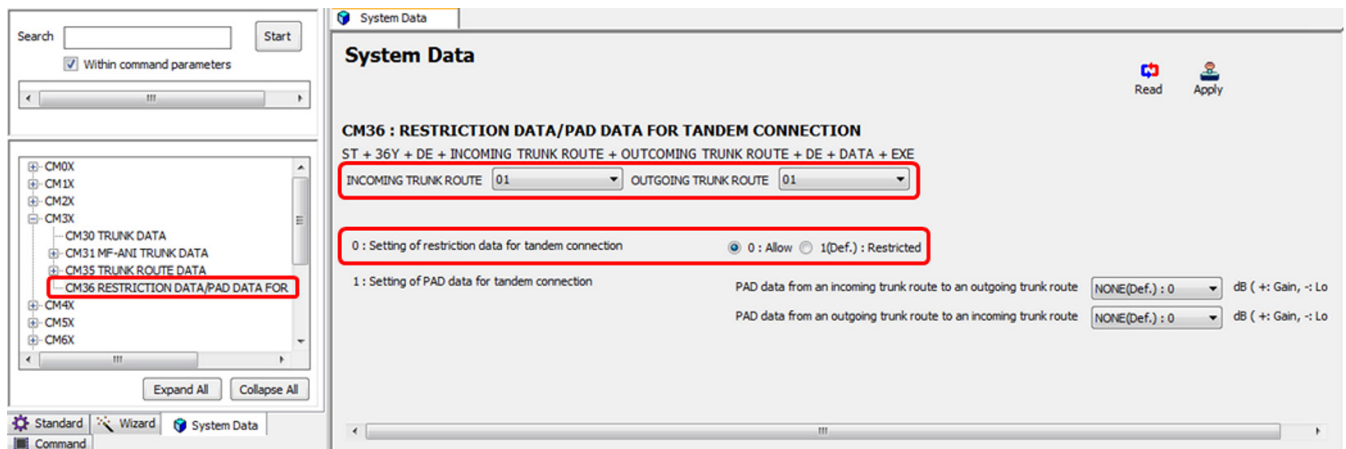 System Data
Search
Start
Within command parameters
System Data
Read
Apply
CM36 : RESTRICTION DATA/PAD DATA FOR TANDEM CONNECTION
ST + 36Y + DE + INCOMING TRUNK ROUTE + OUTCOMING TRUNK ROUTE + DE + DATA + EXE
INCOMING TRUNK ROUTE 01 OUTGOING TRUNK ROUTE 01
0 : Setting of restriction data for tandem connection 0 : Allow 1(Def.) : Restricted
1 : Setting of PAD data for tandem connection
PAD data from an incoming trunk route to an outgoing trunk route NONE(Def.) : 0 dB ( +: Gain, -: Lo
PAD data from an outgoing trunk route to an incoming trunk route NONE(Def.) : 0 dB ( +: Gain, -: Lo
CM0X
CM1X
CM2X
CM3X
CM30 TRUNK DATA
CM31 MF-ANI TRUNK DATA
CM35 TRUNK ROUTE DATA
CM36 RESTRICTION DATA/PAD DATA FOR
CM4X
CM5X
CM6X
Expand All Collapse All
Standard Wizard System Data
Command